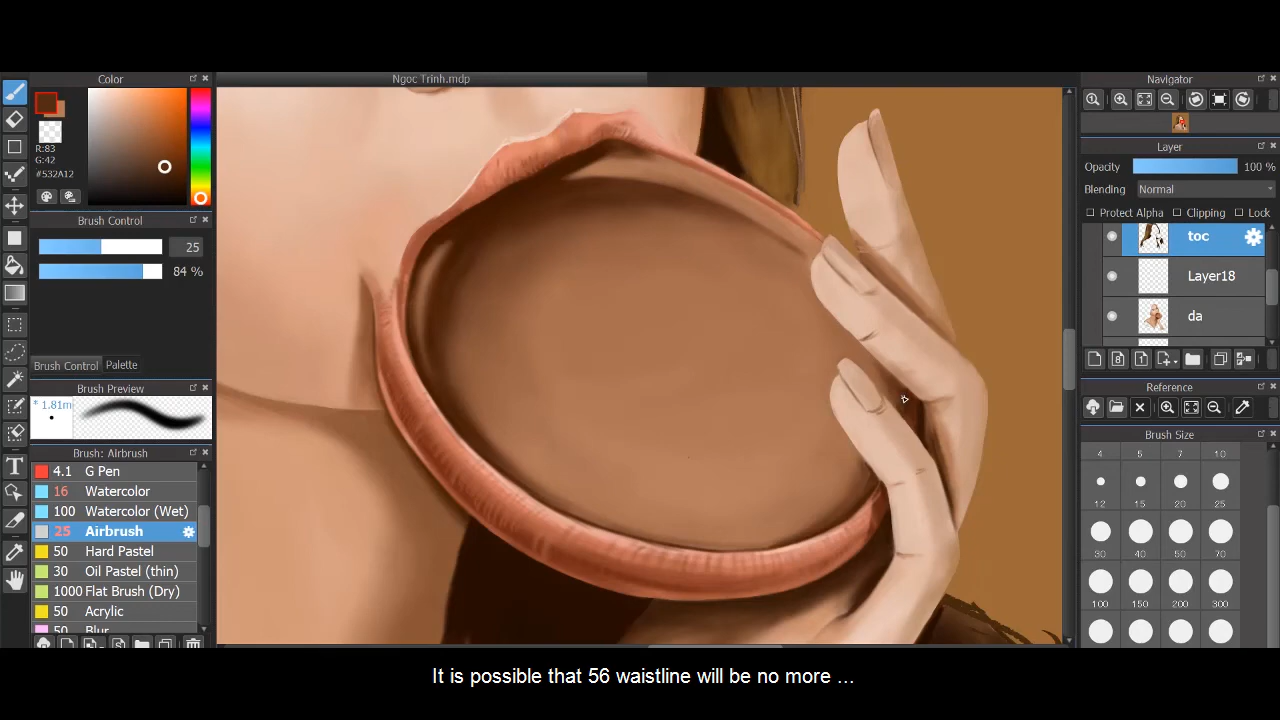 Color
Ngoc Trinh.mdp
Navigator
R:83
G:42
#532A12
Layer
Opacity 100 %
Blending Normal
Protect Alpha Clipping Lock
Brush Control
25
84 %
toc
Layer18
da
Brush Control Palette
Brush Preview
* 1.81m
Reference
Brush: Airbrush
Brush Size
4.1 G Pen
16 Watercolor
100 Watercolor (Wet)
25 Airbrush
50 Hard Pastel
30 Oil Pastel (thin)
1000 Flat Brush (Dry)
50 Acrylic
50 Blur
4 5 7 10
12 15 20 25
30 40 50 70
100 150 200 300
It is possible that 56 waistline will be no more ...